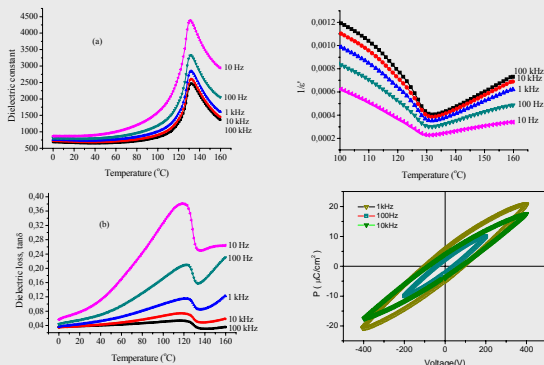 (a)
Dielectric constant
4500
4000
3500
3000
2500
2000
1500
1000
500
10 Hz
100 Hz
1 kHz
10 kHz
100 kHz
0 20 40 60 80 100 120 140 160
Temperature (°C)
1/ε'
0,0012
0,0010
0,0008
0,0006
0,0004
0,0002
100 kHz
10 kHz
1 kHz
100 Hz
10 Hz
100 110 120 130 140 150 160
Temperature (°C)
(b)
Dielectric loss, tanδ
0,40
0,36
0,32
0,28
0,24
0,20
0,16
0,12
0,08
0,04
10 Hz
100 Hz
1 kHz
10 kHz
100 kHz
0 20 40 60 80 100 120 140 160
Temperature (°C)
P ( μC/cm²)
20
10
0
-10
-20
1kHz
100Hz
10kHz
-400 -200 0 200 400
Voltage(V)